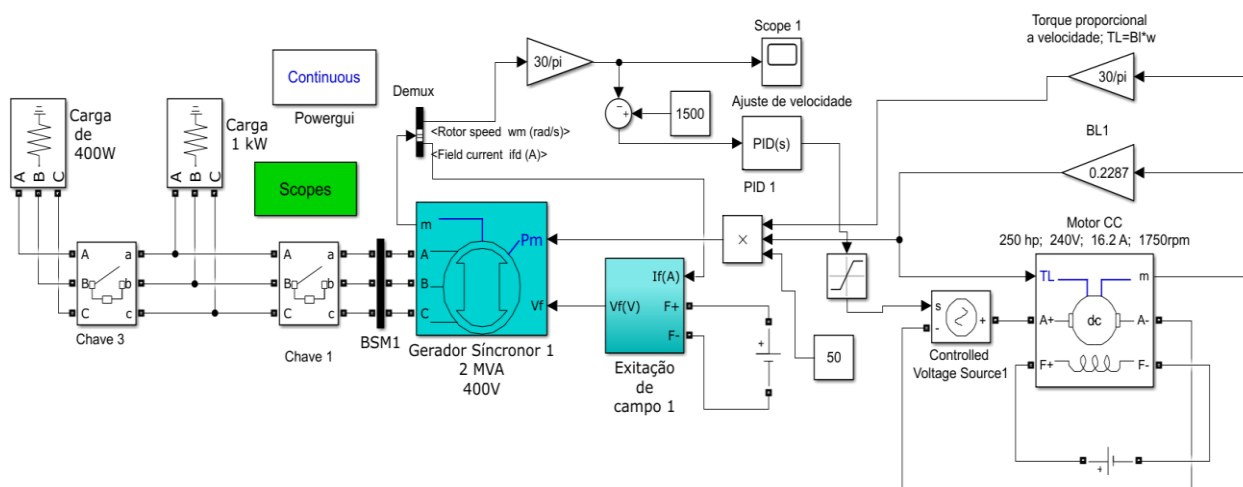 Scope 1
Torque proporcional
a velocidade; TL=Bl*w
30/pi
30/pi
Continuous
Powergui
Demux
Ajuste de velocidade
Carga
de
400W
Carga
1 kW
1500
<Rotor speed wm (rad/s)>
<Field current ifd (A)>
PID(s)
PID 1
BL1
0.2287
Scopes
A B C
A B C
Motor CC
250 hp; 240V; 16.2 A; 1750rpm
m
Pm
A
B
C
Vf
If(A)
Vf(V)
F+
F-
×
TL
m
dc
A+
A-
F+
F-
s
-
+
A
B
C
a
b
c
A
B
C
a
b
c
Chave 3
Chave 1
BSM1
Gerador Síncronor 1
2 MVA
400V
Exitação
de
campo 1
+
50
Controlled
Voltage Source1
+